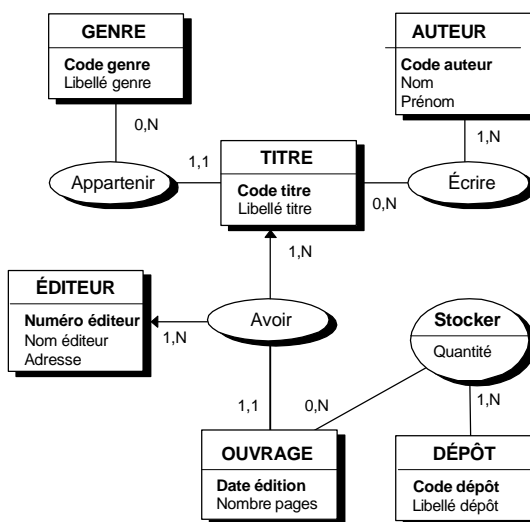 GENRE
Code genre
Libellé genre
AUTEUR
Code auteur
Nom
Prénom
0,N
1,N
Appartenir
1,1
TITRE
Code titre
Libellé titre
0,N
Écrire
1,N
ÉDITEUR
Numéro éditeur
Nom éditeur
Adresse
1,N
Avoir
Stocker
Quantité
1,1
0,N
1,N
OUVRAGE
Date édition
Nombre pages
DÉPÔT
Code dépôt
Libellé dépôt